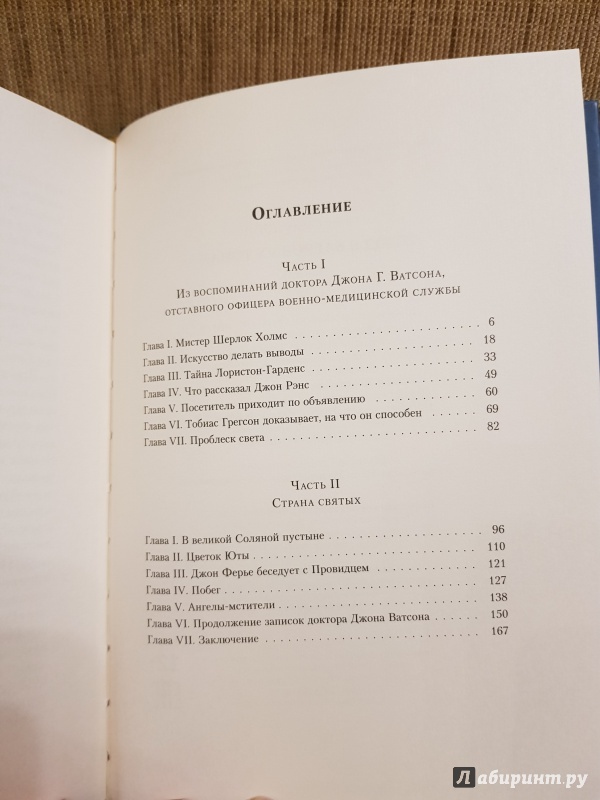 Оглавление
Часть I
Из воспоминаний доктора Джона Г. Ватсона,
отставного офицера военно-медицинской службы
Глава I. Мистер Шерлок Холмс . . . . . . . . . . . . . . . . . . . . . . . . 6
Глава II. Искусство делать выводы . . . . . . . . . . . . . . . . . . . . . 18
Глава III. Тайна Лористон-Гарденс . . . . . . . . . . . . . . . . . . . . . 33
Глава IV. Что рассказал Джон Рэнс . . . . . . . . . . . . . . . . . . . . . 49
Глава V. Посетитель приходит по объявлению . . . . . . . . . . . . 60
Глава VI. Тобиас Грегсон доказывает, на что он способен . . . . . . . 69
Глава VII. Проблеск света . . . . . . . . . . . . . . . . . . . . . . . . . . . 82
Часть II
Страна святых
Глава I. В великой Соляной пустыне . . . . . . . . . . . . . . . . . . . 96
Глава II. Цветок Юты . . . . . . . . . . . . . . . . . . . . . . . . . . . . . 110
Глава III. Джон Ферье беседует с Провидцем . . . . . . . . . . . . . 121
Глава IV. Побег . . . . . . . . . . . . . . . . . . . . . . . . . . . . . . . . . 127
Глава V. Ангелы-мстители . . . . . . . . . . . . . . . . . . . . . . . . . . 138
Глава VI. Продолжение записок доктора Джона Ватсона . . . . . . 150
Глава VII. Заключение . . . . . . . . . . . . . . . . . . . . . . . . . . . . 167
Лабиринт.ру